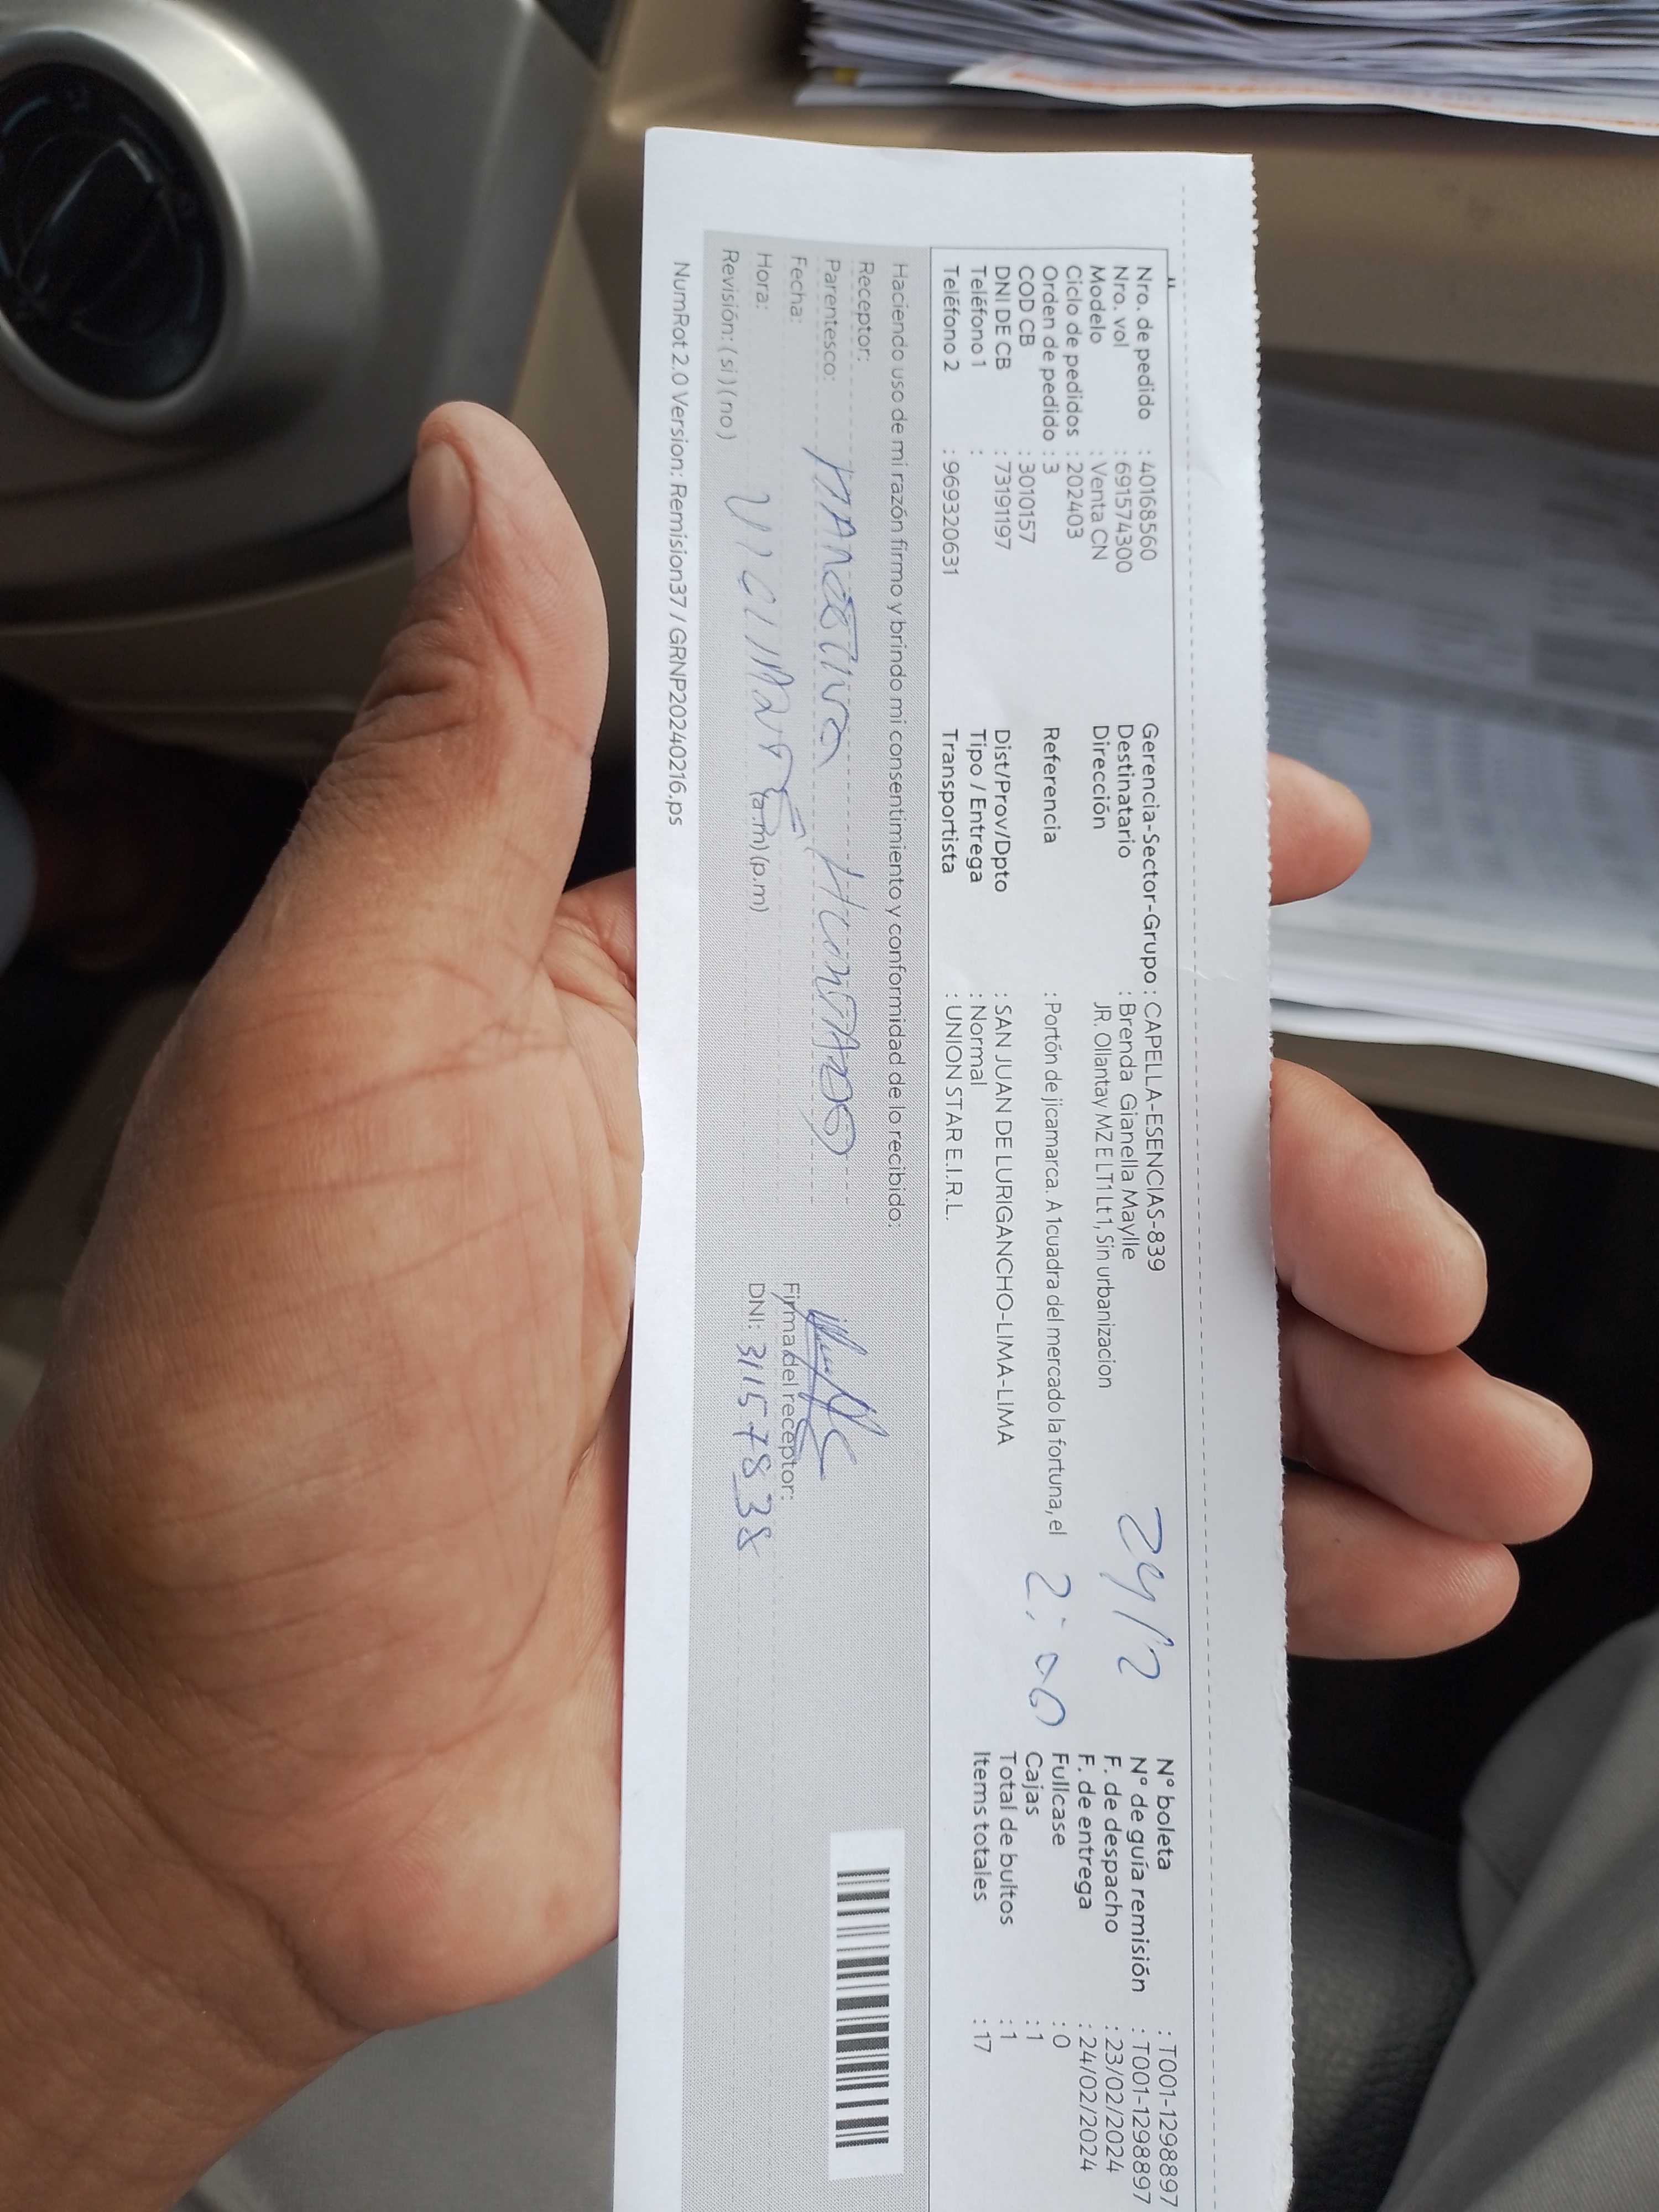 Nro. de pedido : 40168560
Nro. vol : 691574300
Modelo : Venta CN
Ciclo de pedidos : 202403
Orden de pedido : 3
COD CB : 3010157
DNI DE CB : 73191197
Teléfono 1 :
Teléfono 2 : 969320631
Gerencia-Sector-Grupo : CAPELLA-ESENCIAS-839
Destinatario : Brenda Gianella Maylle
Dirección JR. Ollantay MZ E LT1 Lt 1, Sin urbanizacion
Referencia : Portón de jicamarca. A 1cuadra del mercado la fortuna, el
Dist/Prov/Dpto : SAN JUAN DE LURIGANCHO-LIMA-LIMA
Tipo / Entrega : Normal
Transportista : UNION STAR E.I.R.L.
24/2
2:00
N° boleta : T001-1298897
N° de guía remisión : T001-1298897
F. de despacho : 23/02/2024
F. de entrega : 24/02/2024
Fullcase : 0
Cajas : 1
Total de bultos : 1
Items totales : 17
Haciendo uso de mi razón firmo y brindo mi consentimiento y conformidad de lo recibido:
Receptor:
Parentesco: Hurtado
Fecha:
Hora: (a.m) (p.m)
Revisión: (si) (no)
Firma del receptor:
DNI: 31157838
NumRot 2.0 Version: Remision37 / GRNP20240216.ps